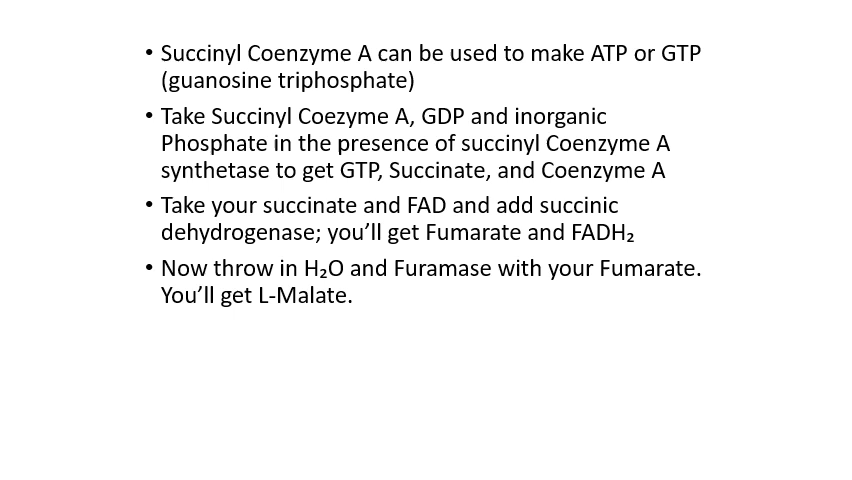 • Succinyl Coenzyme A can be used to make ATP or GTP
(guanosine triphosphate)
• Take Succinyl Coezyme A, GDP and inorganic
Phosphate in the presence of succinyl Coenzyme A
synthetase to get GTP, Succinate, and Coenzyme A
• Take your succinate and FAD and add succinic
dehydrogenase; you’ll get Fumarate and FADH₂
• Now throw in H₂O and Furamase with your Fumarate.
You’ll get L-Malate.